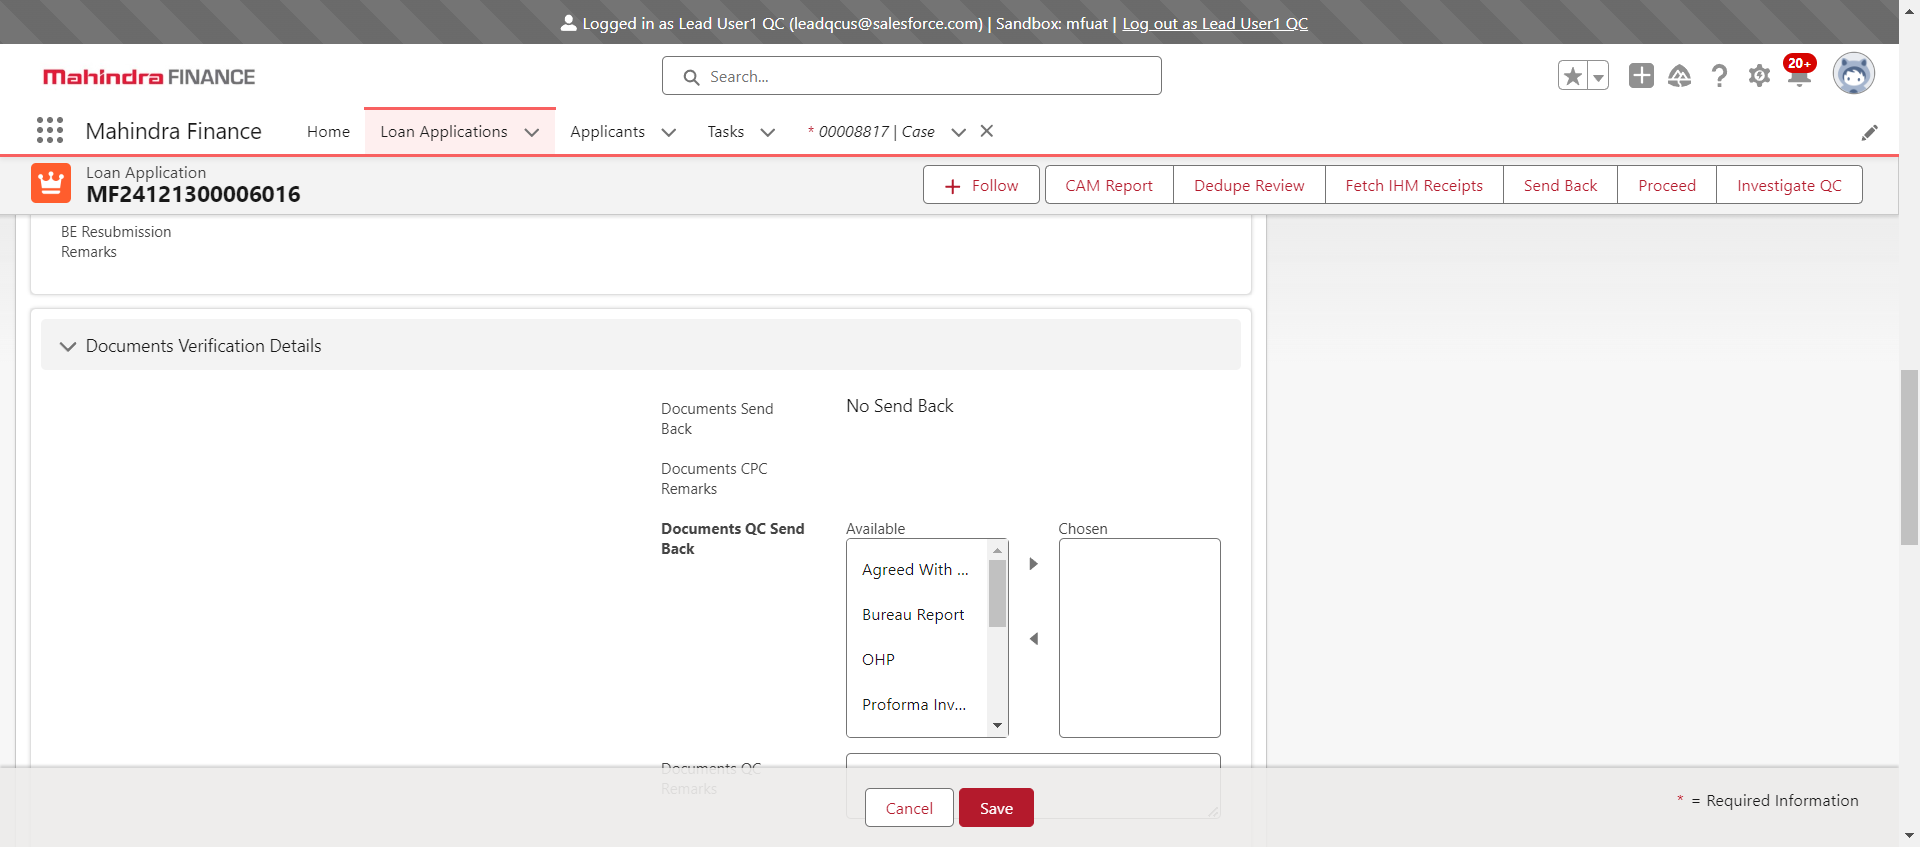 Logged in as Lead User1 QC (leadqcus@salesforce.com) | Sandbox: mfuat | Log out as Lead User1 QC
Mahindra FINANCE
Search...
20+
Mahindra Finance
Home
Loan Applications
Applicants
Tasks
* 00008817 | Case
Loan Application
MF24121300006016
Follow
CAM Report
Dedupe Review
Fetch IHM Receipts
Send Back
Proceed
Investigate QC
BE Resubmission
Remarks
Documents Verification Details
Documents Send
Back
No Send Back
Documents CPC
Remarks
Documents QC Send
Back
Available
Chosen
Agreed With ...
Bureau Report
OHP
Proforma Inv...
Documents QC
Remarks
Cancel
Save
* = Required Information